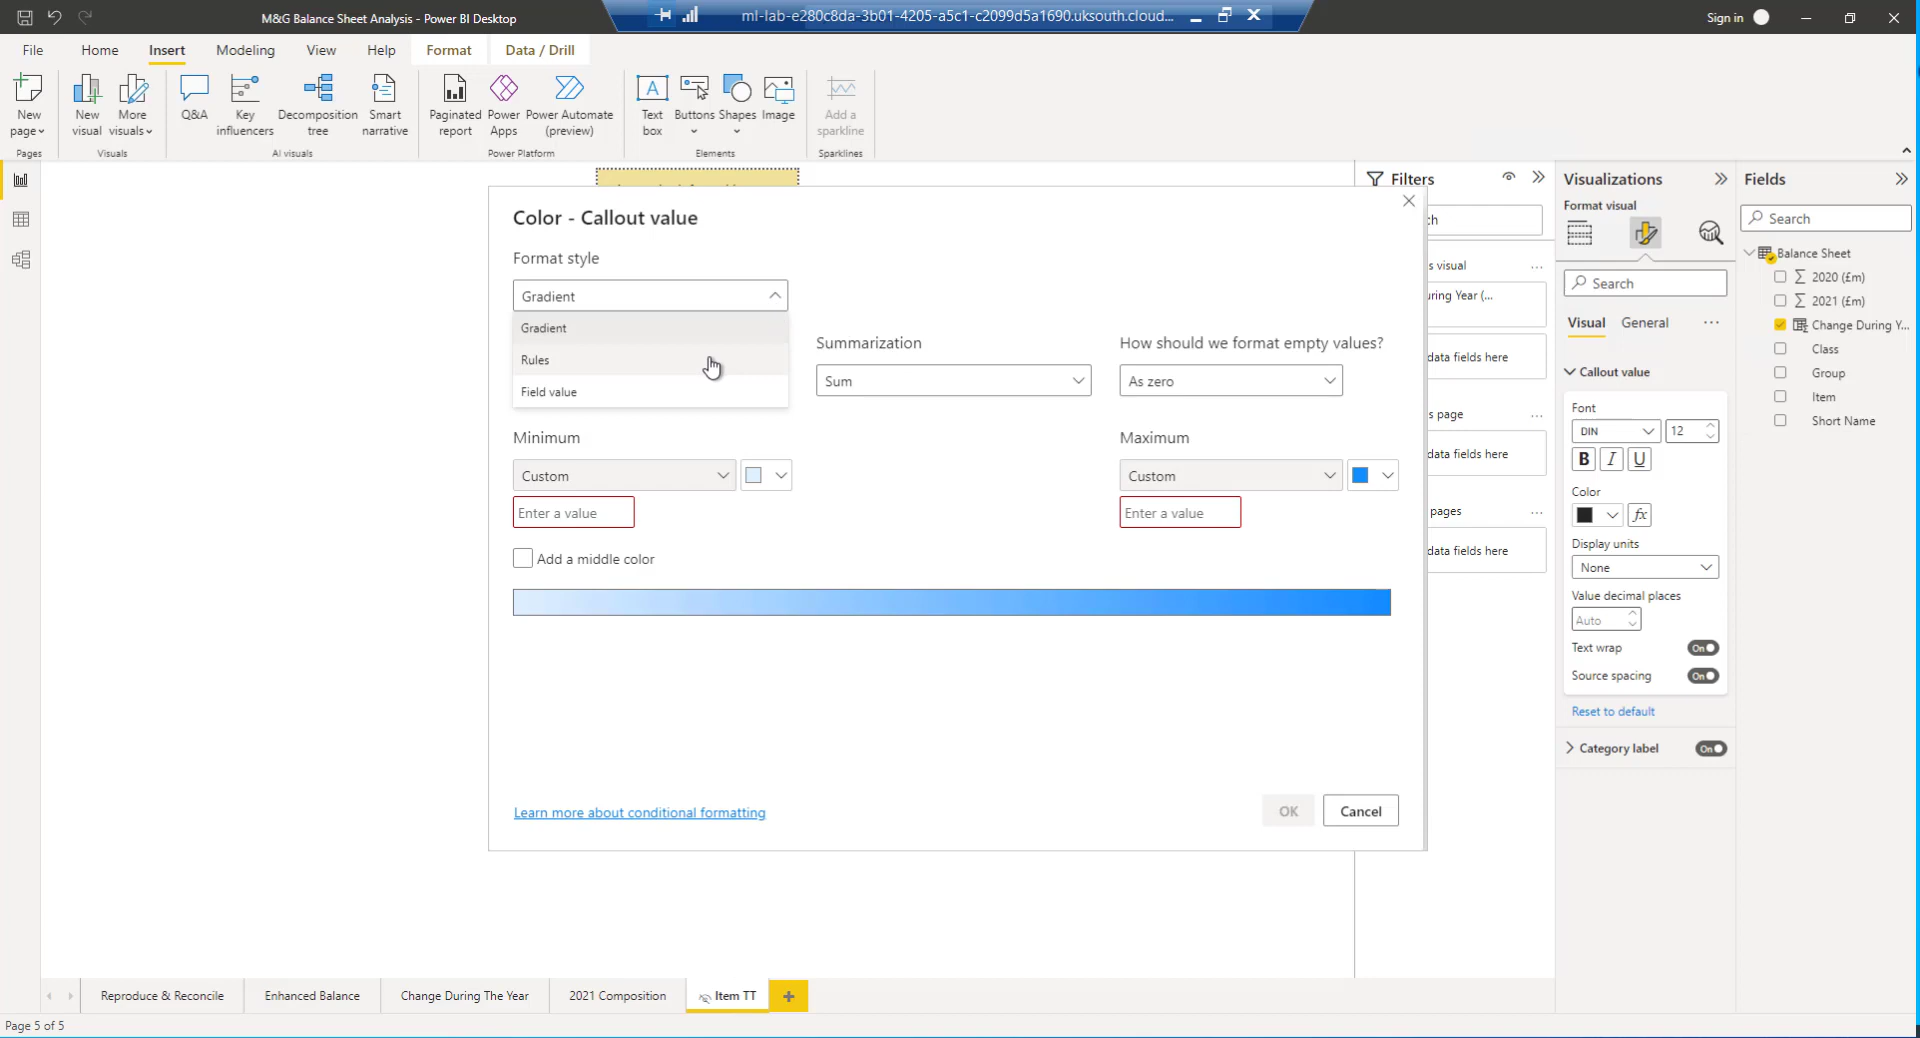 M&G Balance Sheet Analysis - Power BI Desktop
ml-lab-e280c8da-3b01-4205-a5c1-c2099d5a1690.uksouth.cloud...
Sign in
File
Home
Insert
Modeling
View
Help
Format
Data / Drill
New page
New visual
More visuals
Q&A
Key influencers
Decomposition tree
Smart narrative
Paginated report
Power Apps
Power Automate (preview)
Text box
Buttons
Shapes
Image
Add a sparkline
Pages
Visuals
AI visuals
Power Platform
Elements
Sparklines
Color - Callout value
Format style
Gradient
Gradient
Rules
Field value
Summarization
Sum
How should we format empty values?
As zero
Minimum
Custom
Enter a value
Maximum
Custom
Enter a value
Add a middle color
Learn more about conditional formatting
OK
Cancel
Filters
ch
s visual
...
uring Year (...
data fields here
s page
...
data fields here
pages
...
data fields here
Visualizations
Format visual
Search
Visual
General
...
Callout value
Font
DIN
12
B
I
U
Color
fx
Display units
None
Value decimal places
Auto
Text wrap
On
Source spacing
On
Reset to default
Category label
On
Fields
Search
Balance Sheet
∑ 2020 (£m)
∑ 2021 (£m)
Change During Y...
Class
Group
Item
Short Name
Reproduce & Reconcile
Enhanced Balance
Change During The Year
2021 Composition
Item TT
+
Page 5 of 5